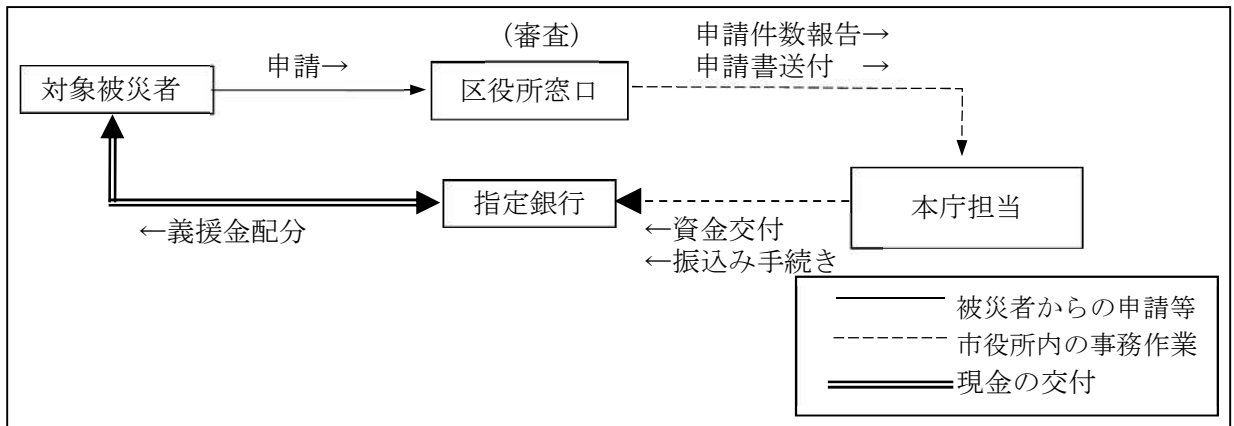 (審査)
申請件数報告→
申請書送付　→
申請→
対象被災者
区役所窓口
指定銀行
本庁担当
←義援金配分
←資金交付
←振込み手続き
被災者からの申請等
市役所内の事務作業
現金の交付